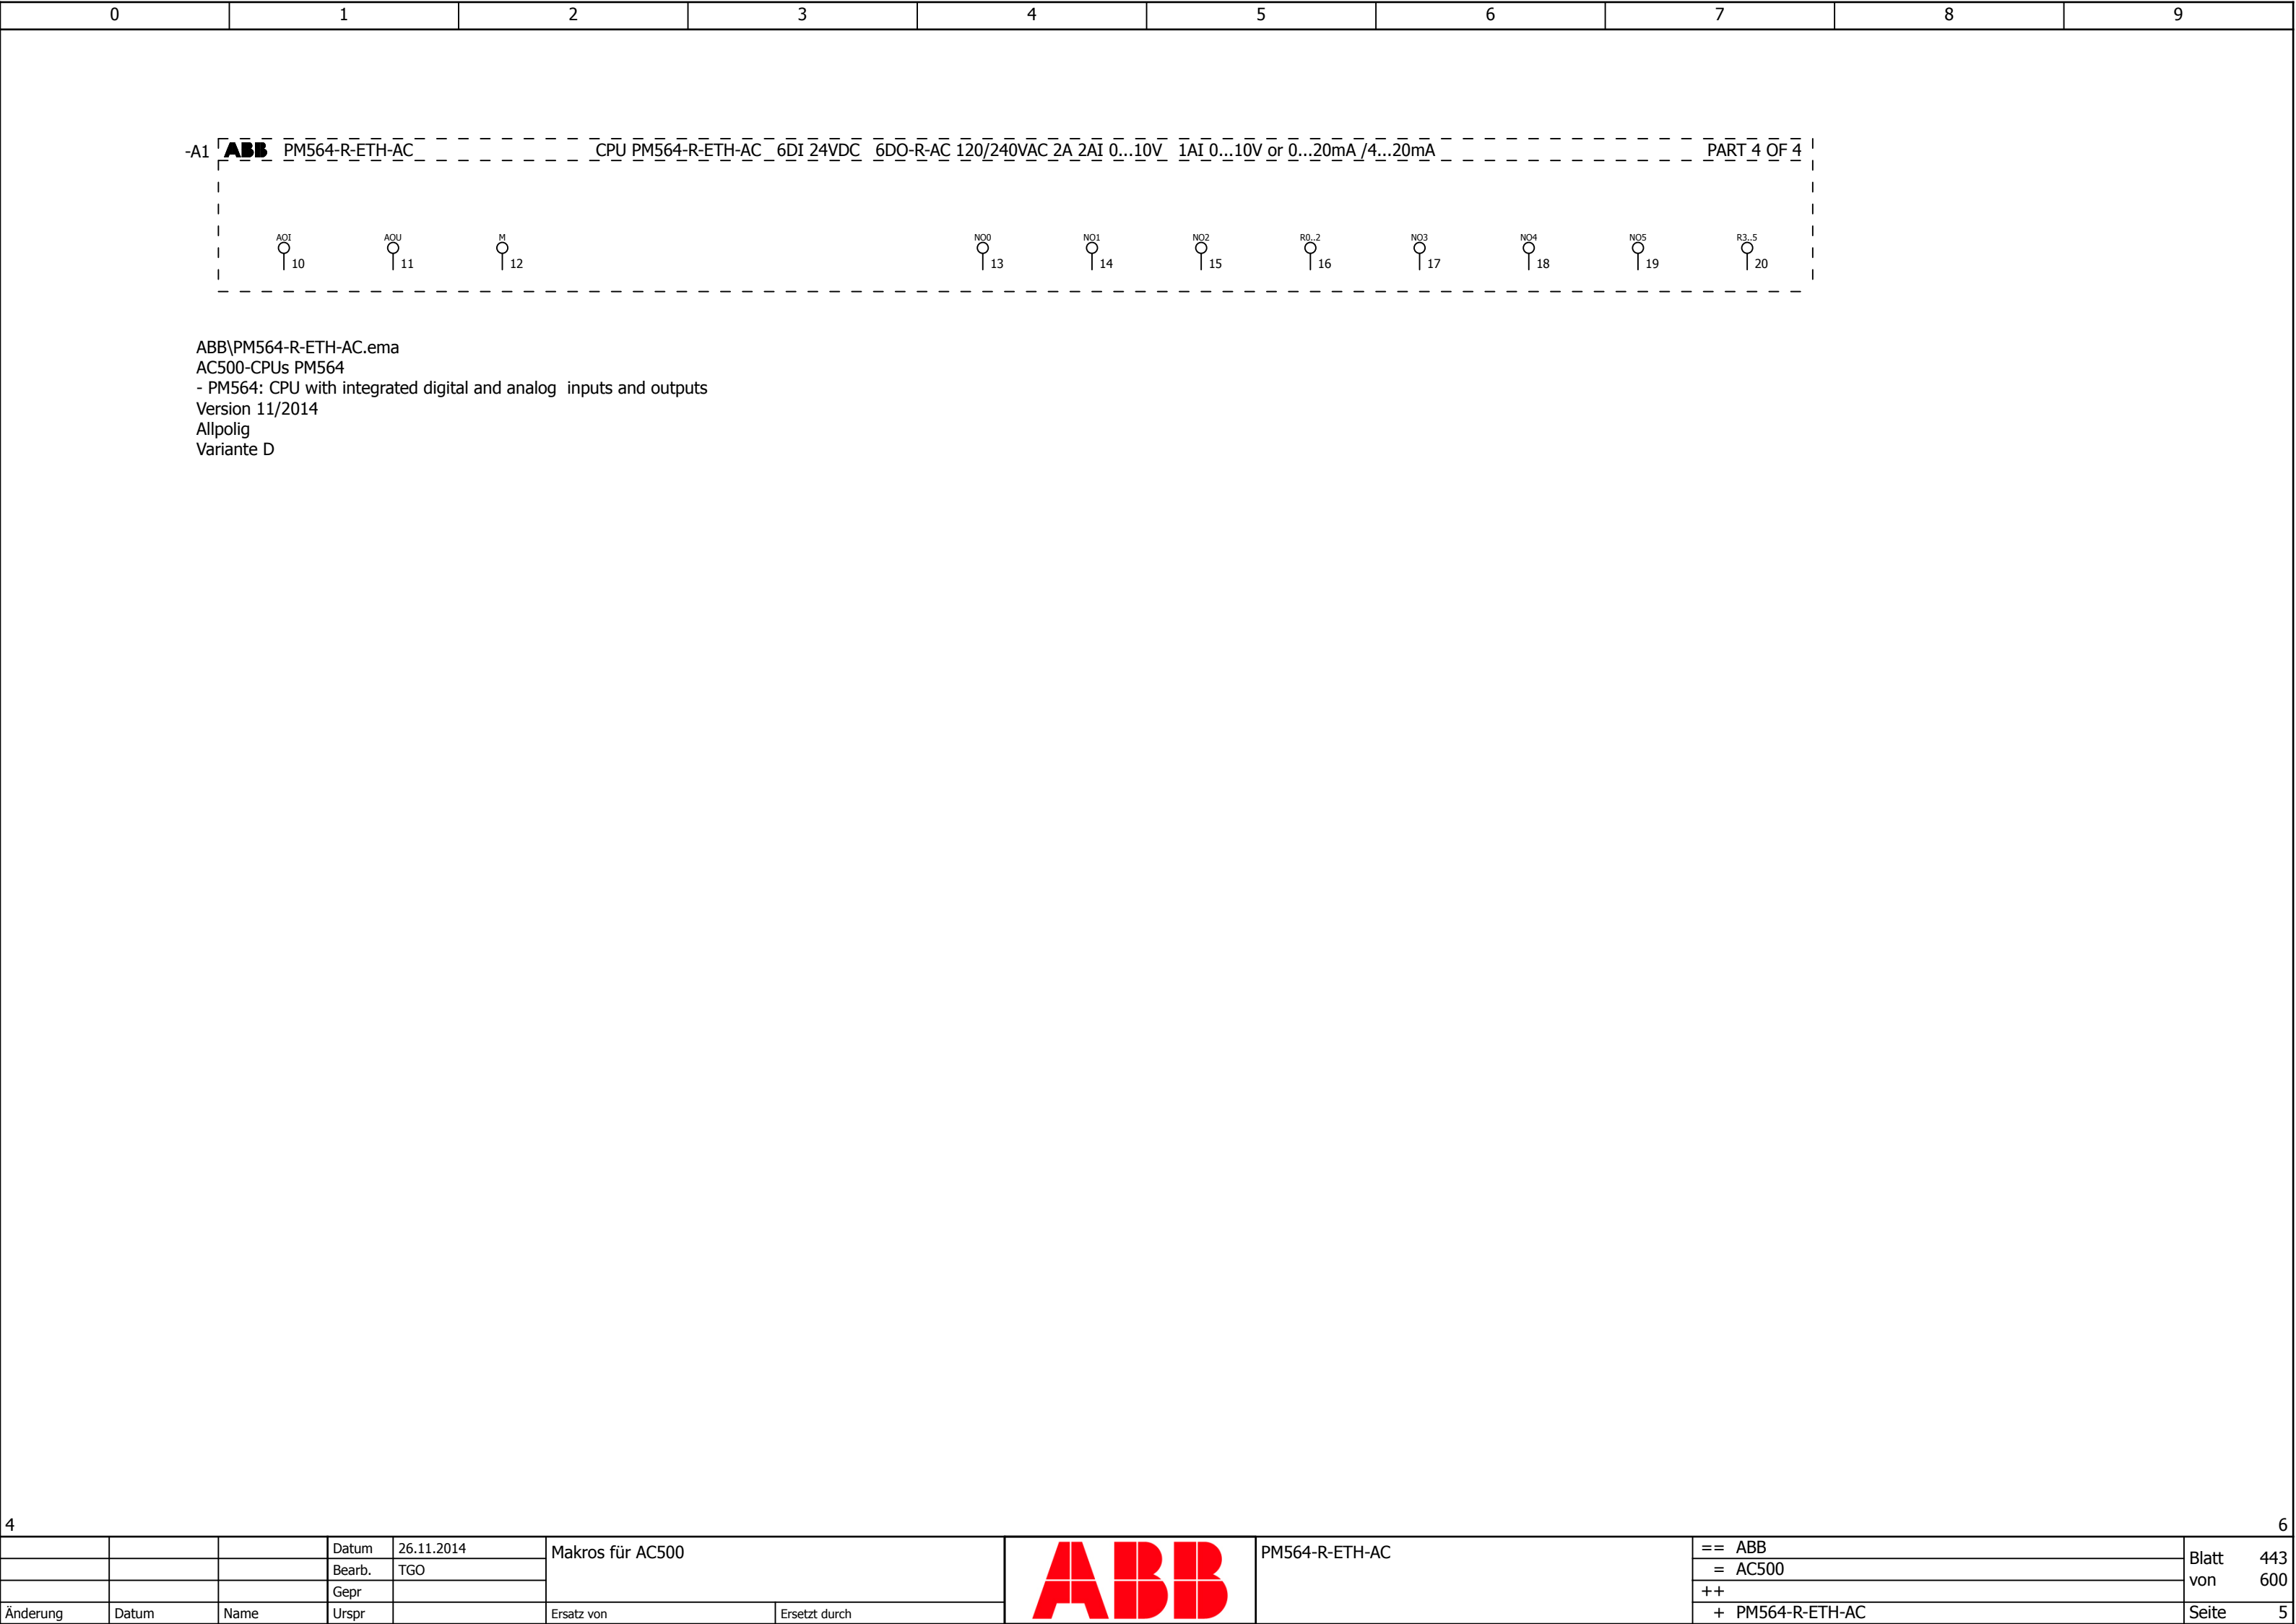 0 1 2 3 4 5 6 7 8 9
-A1 ABB PM564-R-ETH-AC CPU PM564-R-ETH-AC 6DI 24VDC 6DO-R-AC 120/240VAC 2A 2AI 0...10V 1AI 0...10V or 0...20mA /4...20mA PART 4 OF 4
AOI AOU M NO0 NO1 NO2 R0..2 NO3 NO4 NO5 R3..5
10 11 12 13 14 15 16 17 18 19 20
ABB\PM564-R-ETH-AC.ema
AC500-CPUs PM564
- PM564: CPU with integrated digital and analog inputs and outputs
Version 11/2014
Allpolig
Variante D
4 6
Datum 26.11.2014 Makros für AC500 ABB PM564-R-ETH-AC == ABB Blatt 443
Bearb. TGO = AC500 von 600
Gepr ++
Änderung Datum Name Urspr Ersatz von Ersetzt durch + PM564-R-ETH-AC Seite 5